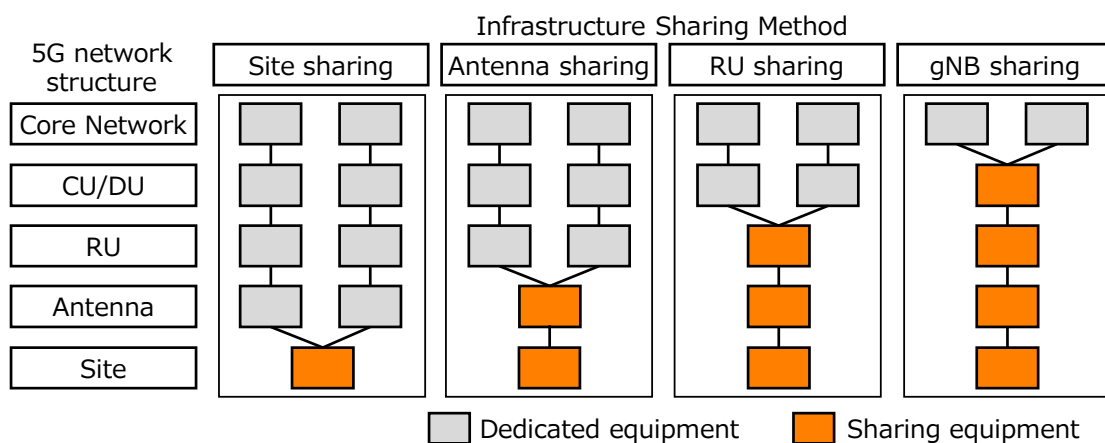 Infrastructure Sharing Method
5G network
structure
Site sharing
Antenna sharing
RU sharing
gNB sharing
Core Network
CU/DU
RU
Antenna
Site
Dedicated equipment
Sharing equipment